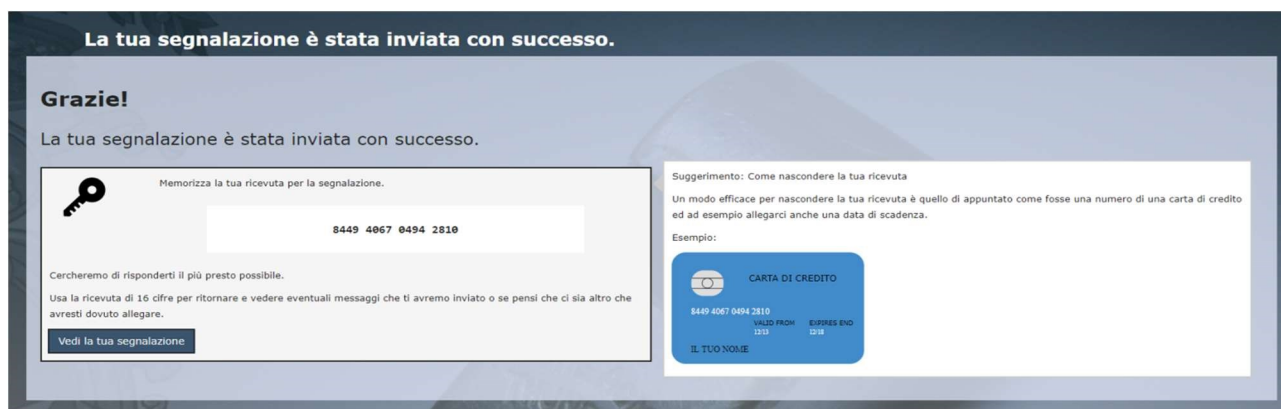 La tua segnalazione è stata inviata con successo.
Grazie!
La tua segnalazione è stata inviata con successo.
Memorizza la tua ricevuta per la segnalazione.
8449 4067 0494 2810
Cercheremo di risponderti il più presto possibile.
Usa la ricevuta di 16 cifre per ritornare e vedere eventuali messaggi che ti avremo inviato o se pensi che ci sia altro che
avresti dovuto allegare.
Vedi la tua segnalazione
Suggerimento: Come nascondere la tua ricevuta
Un modo efficace per nascondere la tua ricevuta è quello di appuntato come fosse una numero di una carta di credito
ed ad esempio allegarci anche una data di scadenza.
Esempio:
CARTA DI CREDITO
8449 4067 0494 2810
VALID FROM EXPIRES END
12/15 12/18
IL TUO NOME